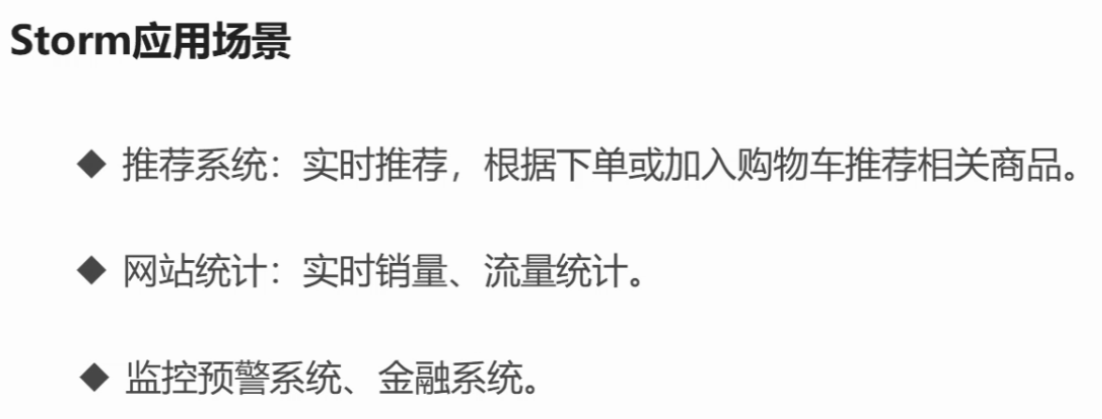 Storm应用场景
◆ 推荐系统：实时推荐，根据下单或加入购物车推荐相关商品。
◆ 网站统计：实时销量、流量统计。
◆ 监控预警系统、金融系统。